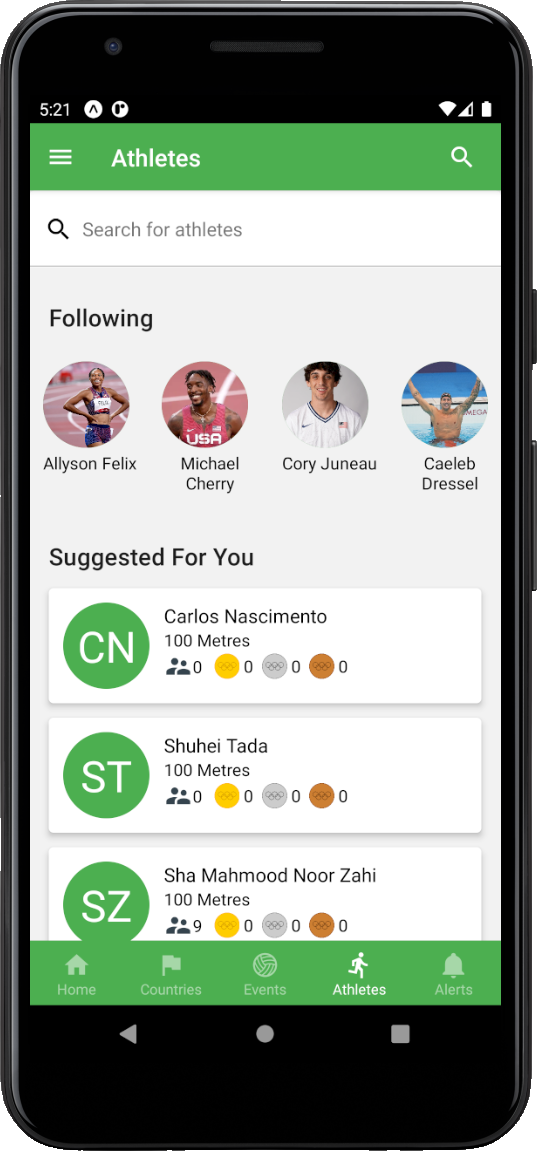 5:21
Athletes
Search for athletes
Following
USA
Allyson Felix
Michael
Cherry
Cory Juneau
Caeleb
Dressel
Suggested For You
CN
Carlos Nascimento
100 Metres
0 0 0 0
ST
Shuhei Tada
100 Metres
0 0 0 0
SZ
Sha Mahmood Noor Zahi
100 Metres
9 0 0 0
Home Countries Events Athletes Alerts